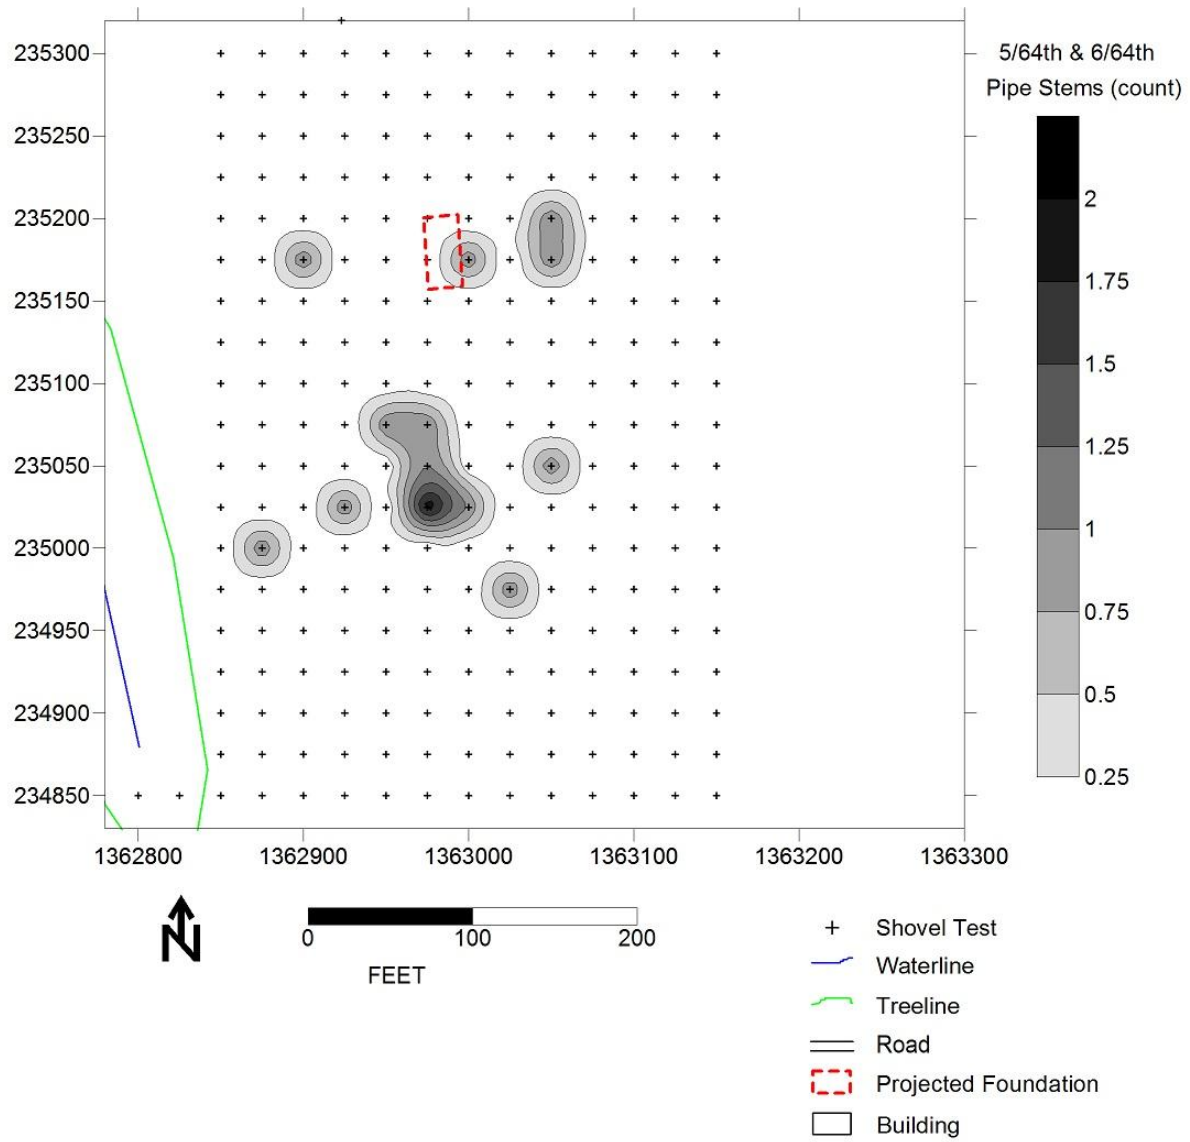 235300
235250
235200
235150
235100
235050
235000
234950
234900
234850
1362800 1362900 1363000 1363100 1363200 1363300
5/64th & 6/64th
Pipe Stems (count)
2
1.75
1.5
1.25
1
0.75
0.5
0.25
N
0 100 200
FEET
Shovel Test
Waterline
Treeline
Road
Projected Foundation
Building